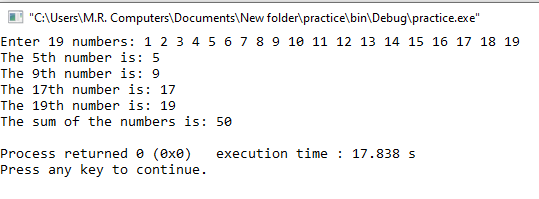 "C:\Users\M.R. Computers\Documents\New folder\practice\bin\Debug\practice.exe"
Enter 19 numbers: 1 2 3 4 5 6 7 8 9 10 11 12 13 14 15 16 17 18 19
The 5th number is: 5
The 9th number is: 9
The 17th number is: 17
The 19th number is: 19
The sum of the numbers is: 50
Process returned 0 (0x0)   execution time : 17.838 s
Press any key to continue.